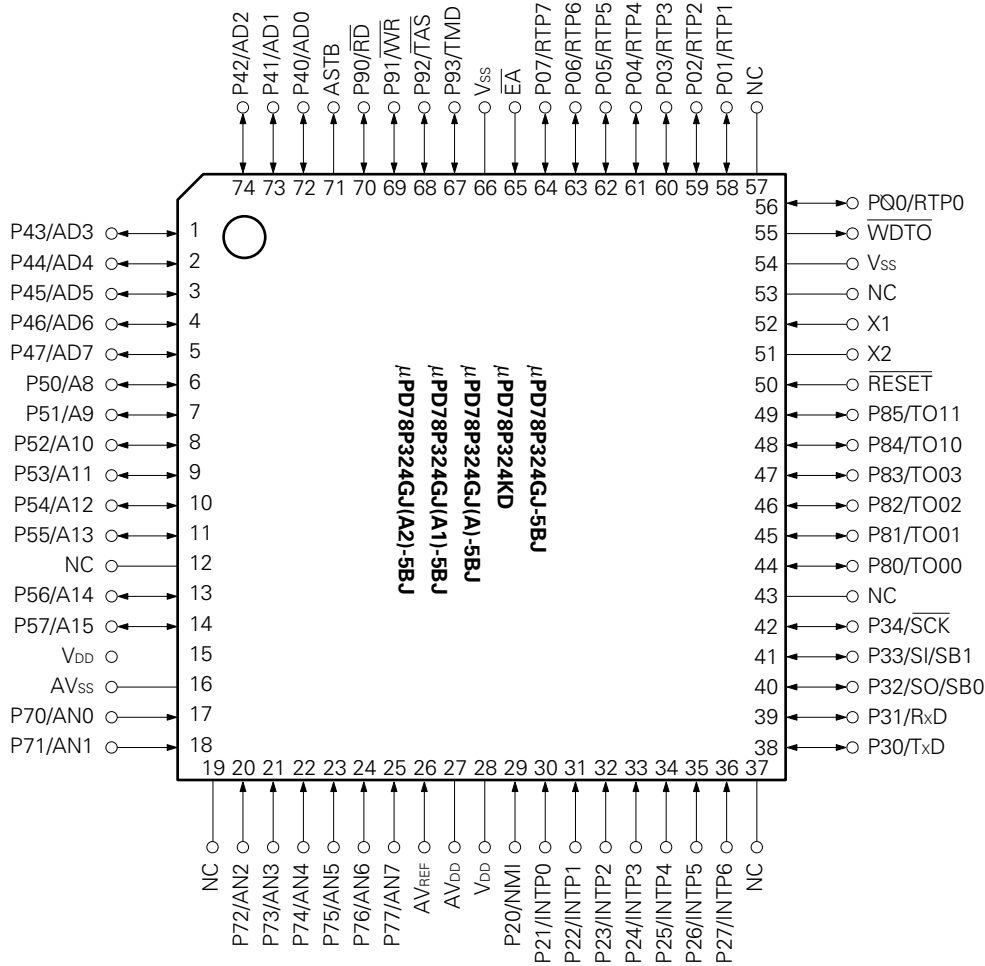 P42/AD2
P41/AD1
P40/AD0
ASTB
P90/RD
P91/WR
P92/TAS
P93/TMD
VSS
EA
P07/RTP7
P06/RTP6
P05/RTP5
P04/RTP4
P03/RTP3
P02/RTP2
P01/RTP1
NC
74 73 72 71 70 69 68 67 66 65 64 63 62 61 60 59 58 57
P43/AD3 1
P44/AD4 2
P45/AD5 3
P46/AD6 4
P47/AD7 5
P50/A8 6
P51/A9 7
P52/A10 8
P53/A11 9
P54/A12 10
P55/A13 11
NC 12
P56/A14 13
P57/A15 14
VDD 15
AVSS 16
P70/AN0 17
P71/AN1 18
µPD78P324GJ-5BJ
µPD78P324KD
µPD78P324GJ(A)-5BJ
µPD78P324GJ(A1)-5BJ
µPD78P324GJ(A2)-5BJ
56 P00/RTP0
55 WDTO
54 VSS
53 NC
52 X1
51 X2
50 RESET
49 P85/TO11
48 P84/TO10
47 P83/TO03
46 P82/TO02
45 P81/TO01
44 P80/TO00
43 NC
42 P34/SCK
41 P33/SI/SB1
40 P32/SO/SB0
39 P31/RxD
38 P30/TxD
19 20 21 22 23 24 25 26 27 28 29 30 31 32 33 34 35 36 37
NC
P72/AN2
P73/AN3
P74/AN4
P75/AN5
P76/AN6
P77/AN7
AVREF
AVDD
VDD
P20/NMI
P21/INTP0
P22/INTP1
P23/INTP2
P24/INTP3
P25/INTP4
P26/INTP5
P27/INTP6
NC